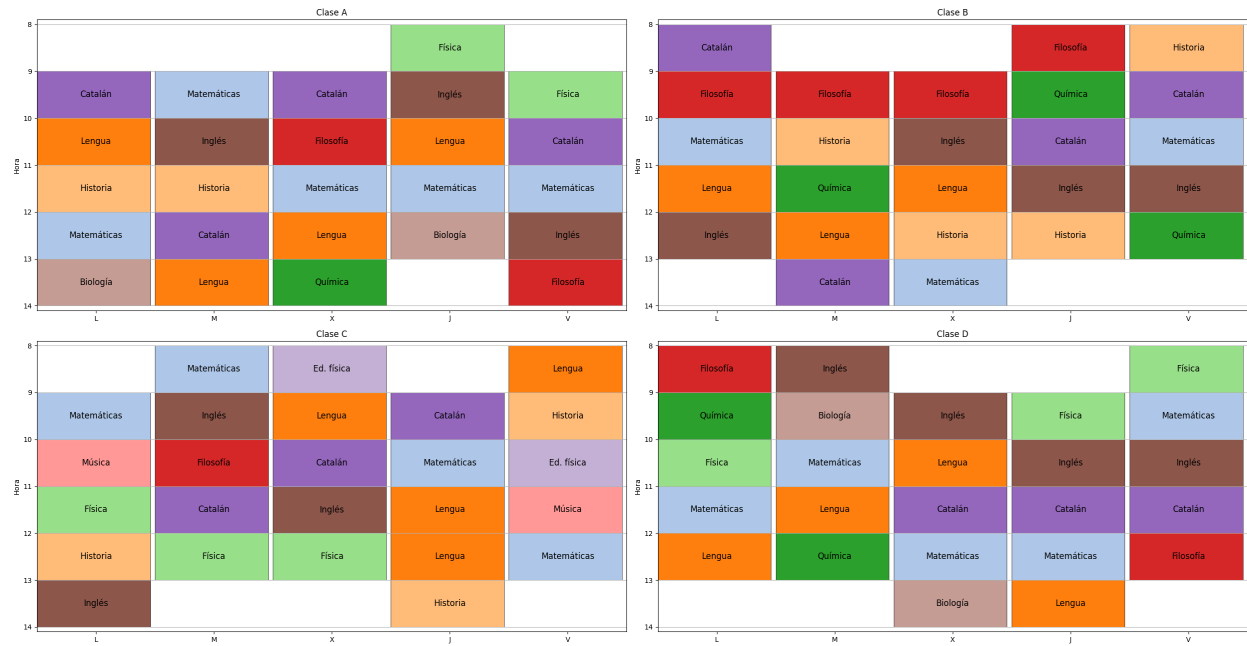 Clase A
Hora
8
Física
9
Catalán Matemáticas Catalán Inglés Física
10
Lengua Inglés Filosofía Lengua Catalán
11
Historia Historia Matemáticas Matemáticas Matemáticas
12
Matemáticas Catalán Lengua Biología Inglés
13
Biología Lengua Química Filosofía
14
L M X J V
Clase B
Hora
8
Catalán Filosofía Historia
9
Filosofía Filosofía Filosofía Química Catalán
10
Matemáticas Historia Inglés Catalán Matemáticas
11
Lengua Química Lengua Inglés Inglés
12
Inglés Lengua Historia Historia Química
13
Catalán Matemáticas
14
L M X J V
Clase C
Hora
8
Matemáticas Ed. física Lengua
9
Matemáticas Inglés Lengua Catalán Historia
10
Música Filosofía Catalán Matemáticas Ed. física
11
Física Catalán Inglés Lengua Música
12
Historia Física Física Lengua Matemáticas
13
Inglés Historia
14
L M X J V
Clase D
Hora
8
Filosofía Inglés Física
9
Química Biología Inglés Física Matemáticas
10
Física Matemáticas Lengua Inglés Inglés
11
Matemáticas Lengua Catalán Catalán Catalán
12
Lengua Química Matemáticas Matemáticas Filosofía
13
Biología Lengua
14
L M X J V